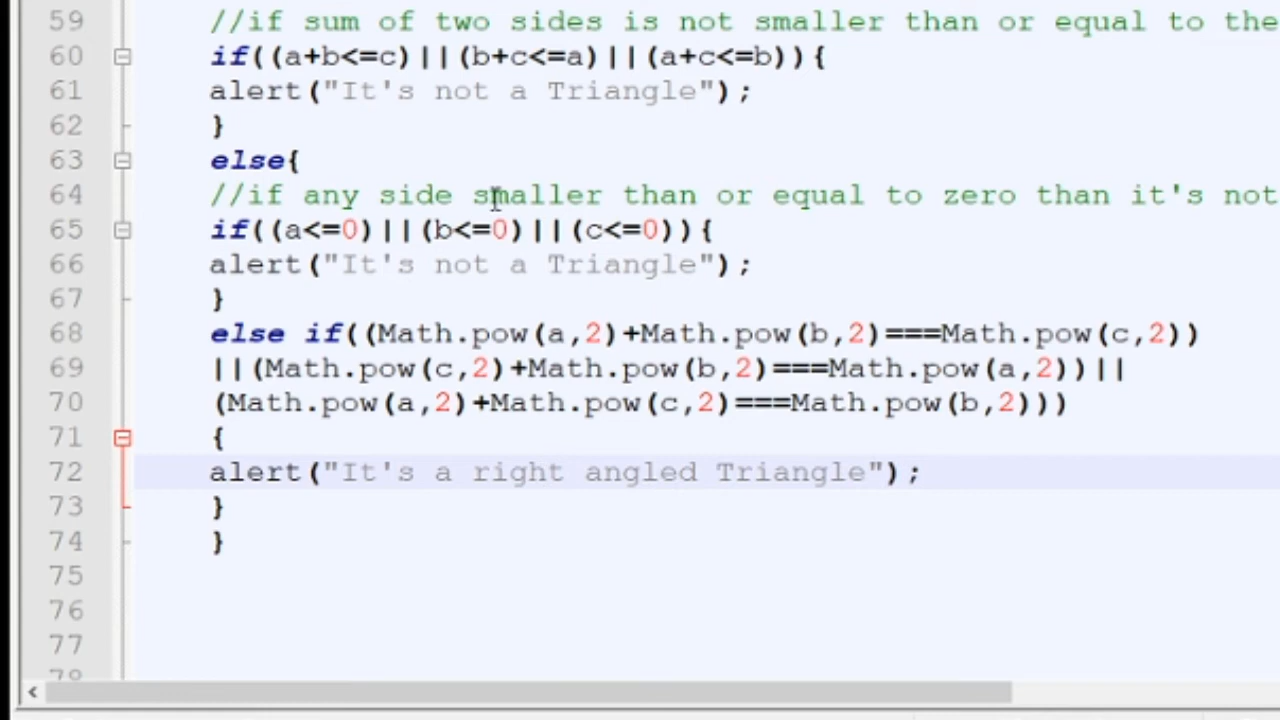 59 //if sum of two sides is not smaller than or equal to the
60 if((a+b<=c)||(b+c<=a)||(a+c<=b)){
61 alert("It's not a Triangle");
62 }
63 else{
64 //if any side smaller than or equal to zero than it's not
65 if((a<=0)||(b<=0)||(c<=0)){
66 alert("It's not a Triangle");
67 }
68 else if((Math.pow(a,2)+Math.pow(b,2)===Math.pow(c,2))
69 ||(Math.pow(c,2)+Math.pow(b,2)===Math.pow(a,2))||
70 (Math.pow(a,2)+Math.pow(c,2)===Math.pow(b,2)))
71 {
72 alert("It's a right angled Triangle");
73 }
74 }
75
76
77
78